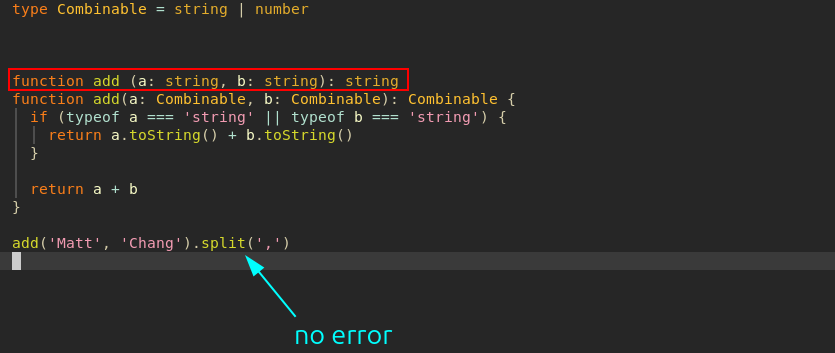 type Combinable = string | number
function add (a: string, b: string): string
function add(a: Combinable, b: Combinable): Combinable {
  if (typeof a === 'string' || typeof b === 'string') {
    return a.toString() + b.toString()
  }
  return a + b
}
add('Matt', 'Chang').split(',')
no error